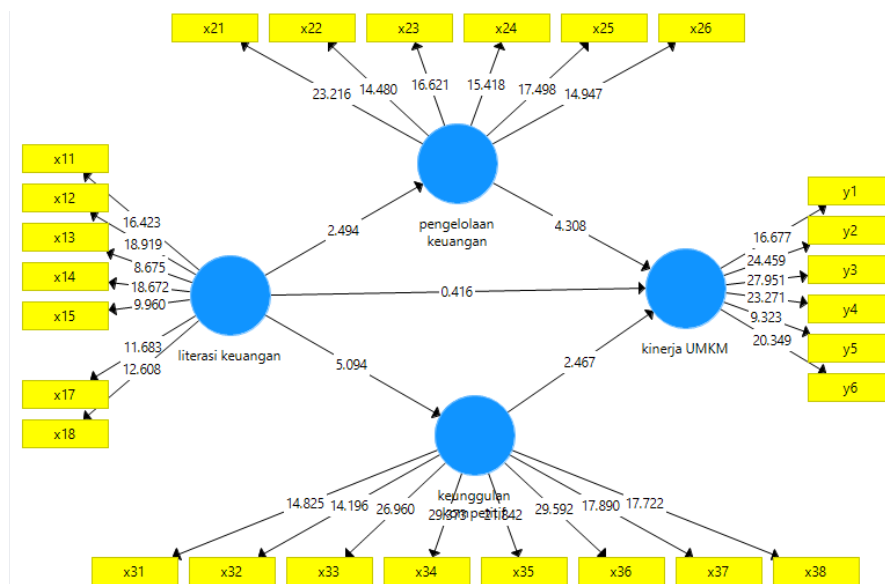 x21
x22
x23
x24
x25
x26
23.216
14.480
16.621
15.418
17.498
14.947
pengelolaan
keuangan
x11
x12
x13
x14
x15
x17
x18
16.423
18.919
8.675
18.672
9.960
11.683
12.608
literasi keuangan
2.494
4.308
0.416
5.094
2.467
kinerja UMKM
16.677
24.459
27.951
23.271
9.323
20.349
y1
y2
y3
y4
y5
y6
keunggulan
kompetitif
14.825
14.196
26.960
29.592
17.890
17.722
x31
x32
x33
x34
x35
x36
x37
x38